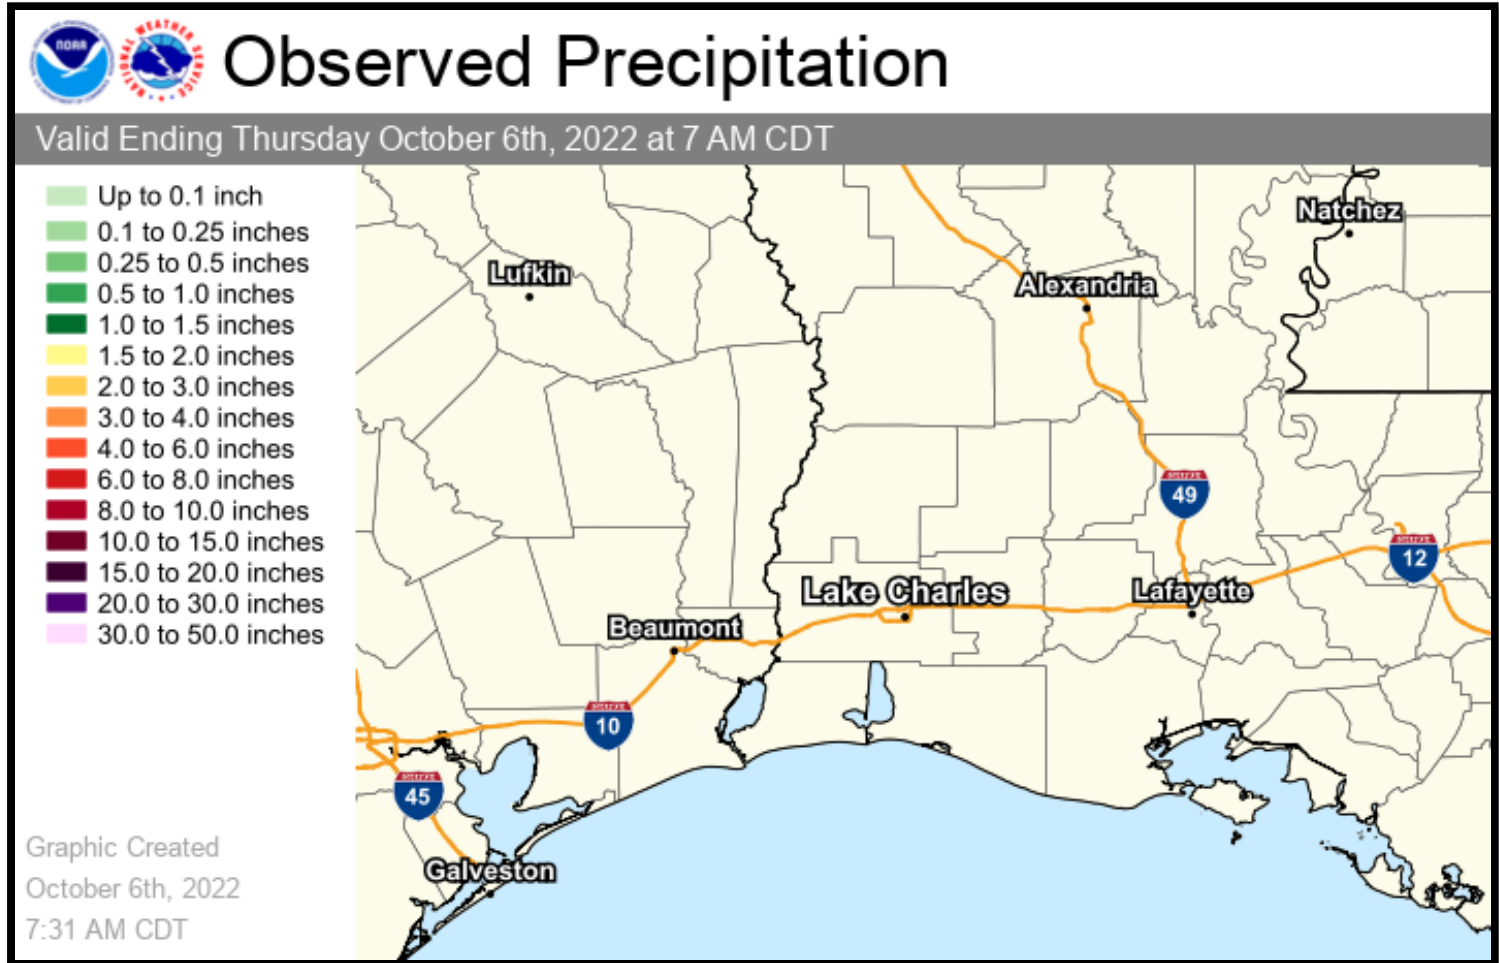 NOAA
NATIONAL WEATHER SERVICE
Observed Precipitation
Valid Ending Thursday October 6th, 2022 at 7 AM CDT
Up to 0.1 inch
0.1 to 0.25 inches
0.25 to 0.5 inches
0.5 to 1.0 inches
1.0 to 1.5 inches
1.5 to 2.0 inches
2.0 to 3.0 inches
3.0 to 4.0 inches
4.0 to 6.0 inches
6.0 to 8.0 inches
8.0 to 10.0 inches
10.0 to 15.0 inches
15.0 to 20.0 inches
20.0 to 30.0 inches
30.0 to 50.0 inches
Graphic Created
October 6th, 2022
7:31 AM CDT
Natchez
Lufkin
Alexandria
49
12
Lake Charles
Lafayette
Beaumont
10
45
Galveston